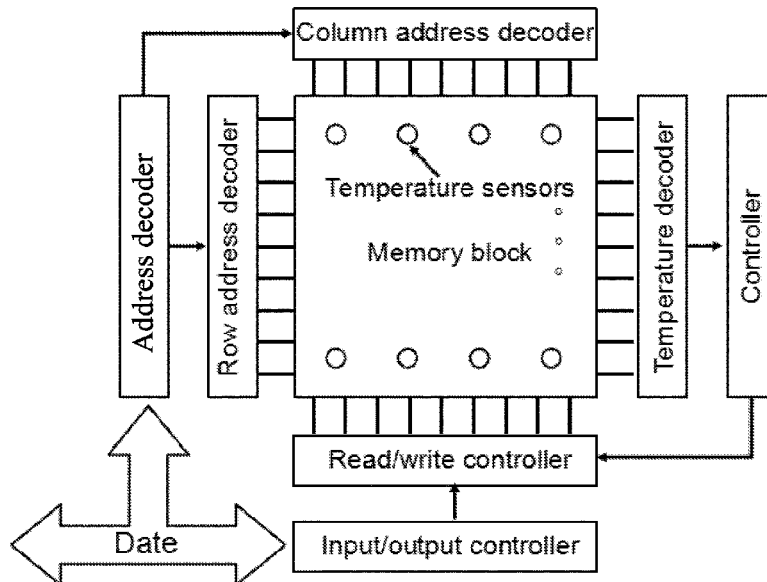 Column address decoder
Address decoder
Row address decoder
Temperature sensors
Memory block
Temperature decoder
Controller
Read/write controller
Date
Input/output controller